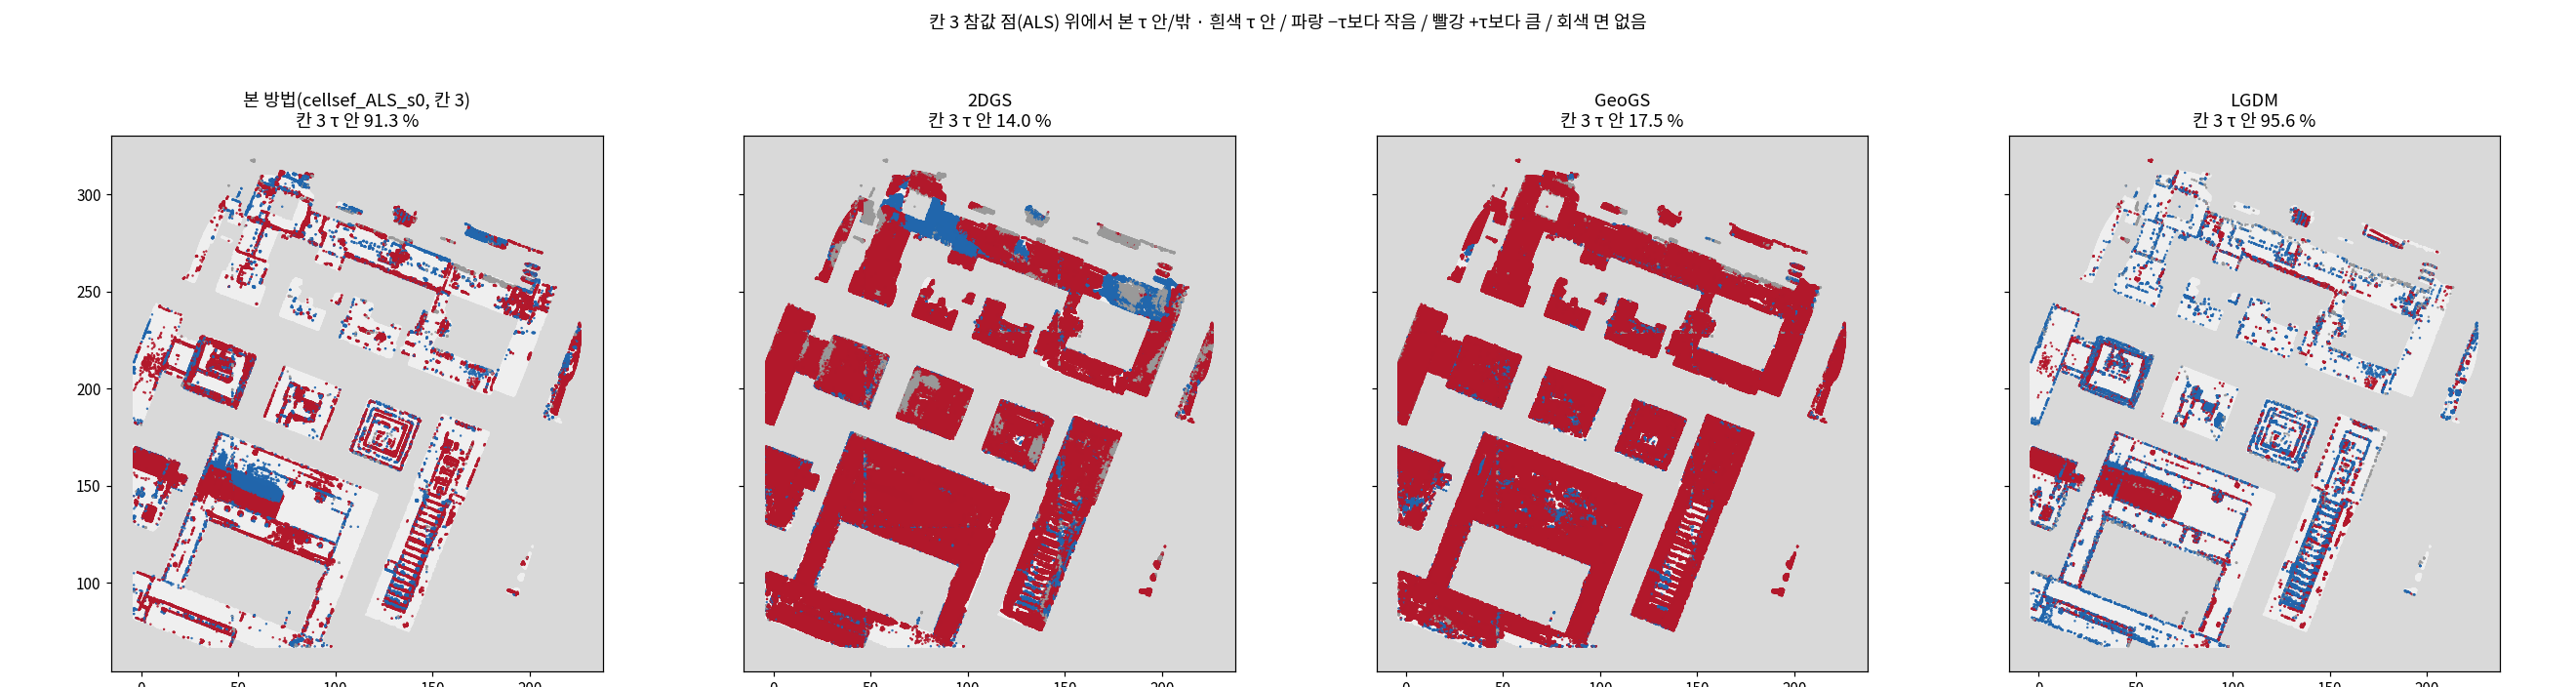 칸 3 참값 점(ALS) 위에서 본 τ 안/밖 · 흰색 τ 안 / 파랑 −τ보다 작음 / 빨강 +τ보다 큼 / 회색 면 없음
본 방법(cellsef_ALS_s0, 칸 3)
칸 3 τ 안 91.3 %
2DGS
칸 3 τ 안 14.0 %
GeoGS
칸 3 τ 안 17.5 %
LGDM
칸 3 τ 안 95.6 %
300
250
200
150
100
0 50 100 150 200
0 50 100 150 200
0 50 100 150 200
0 50 100 150 200